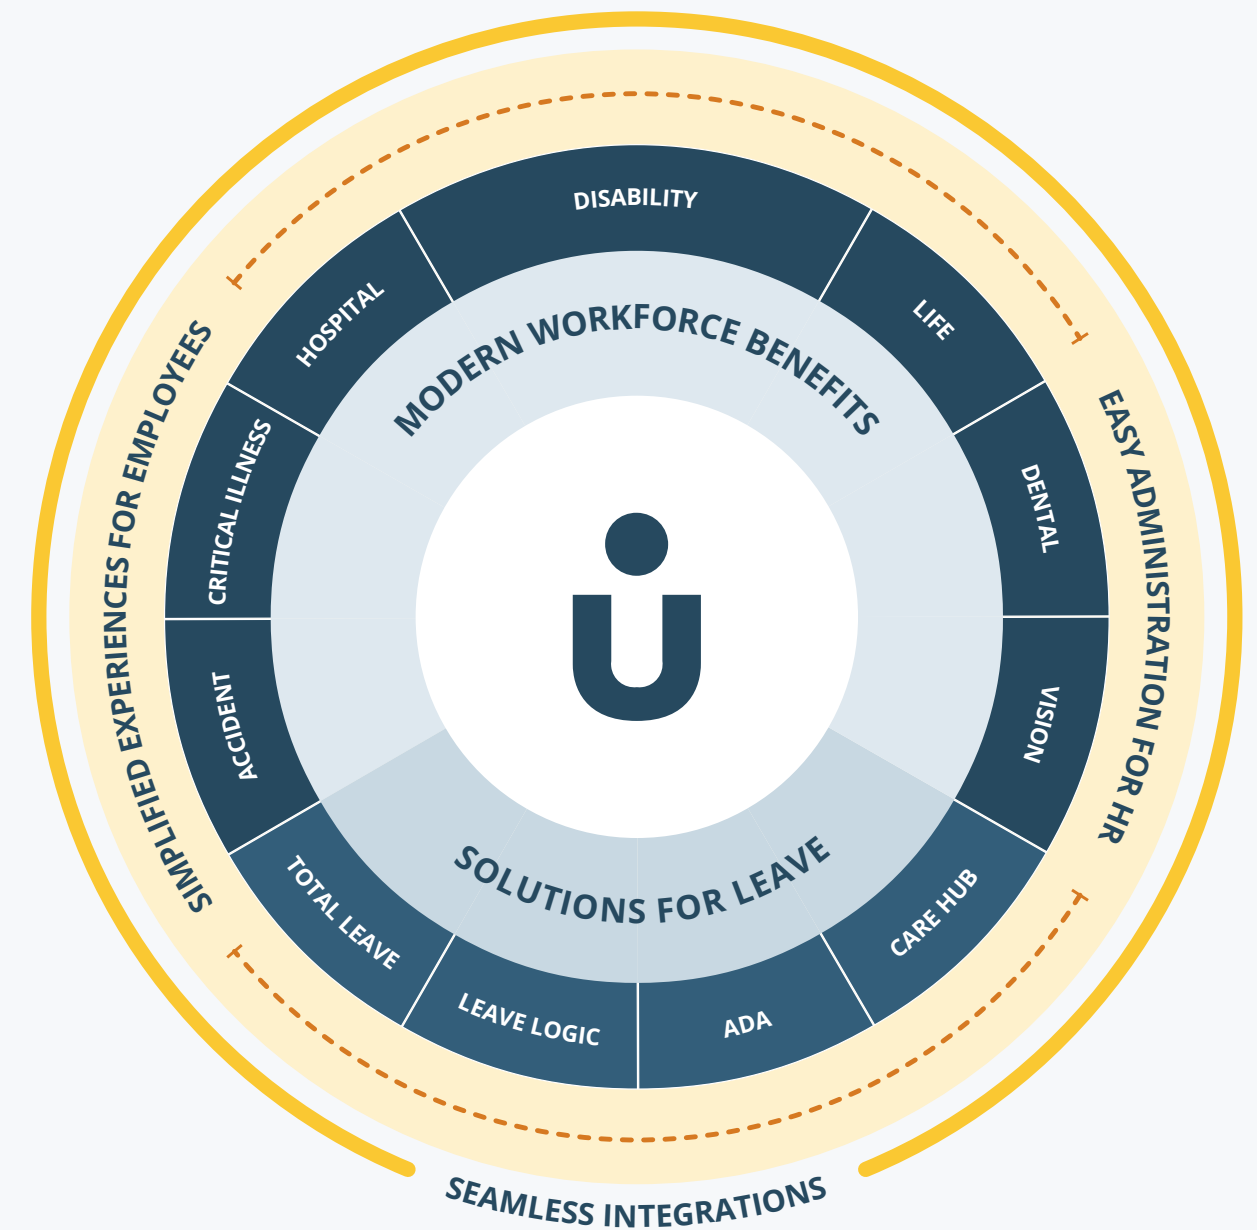 DISABILITY
LIFE
DENTAL
VISION
CARE HUB
ADA
LEAVE LOGIC
TOTAL LEAVE
ACCIDENT
CRITICAL ILLNESS
HOSPITAL
MODERN WORKFORCE BENEFITS
SOLUTIONS FOR LEAVE
SIMPLIFIED EXPERIENCES FOR EMPLOYEES
EASY ADMINISTRATION FOR HR
SEAMLESS INTEGRATIONS